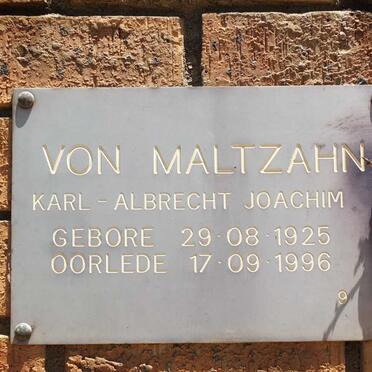 VON MALTZAHN
KARL-ALBRECHT JOACHIM
GEBORE 29·08·1925
OORLEDE 17·09·1996
9